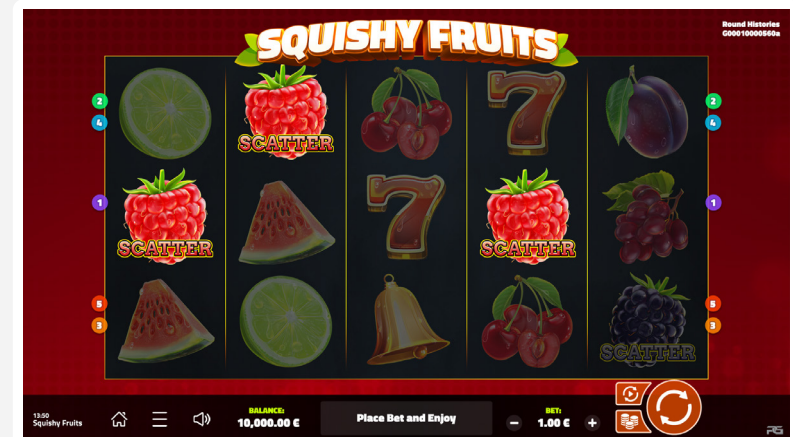 SQUISHY FRUITS
Round Histories
G00010000560a
2
2
4
4
SCATTER
1
1
SCATTER
SCATTER
5
5
3
3
SCATTER
13:50
Squishy Fruits
BALANCE:
10,000.00 €
Place Bet and Enjoy
BET:
1.00 €